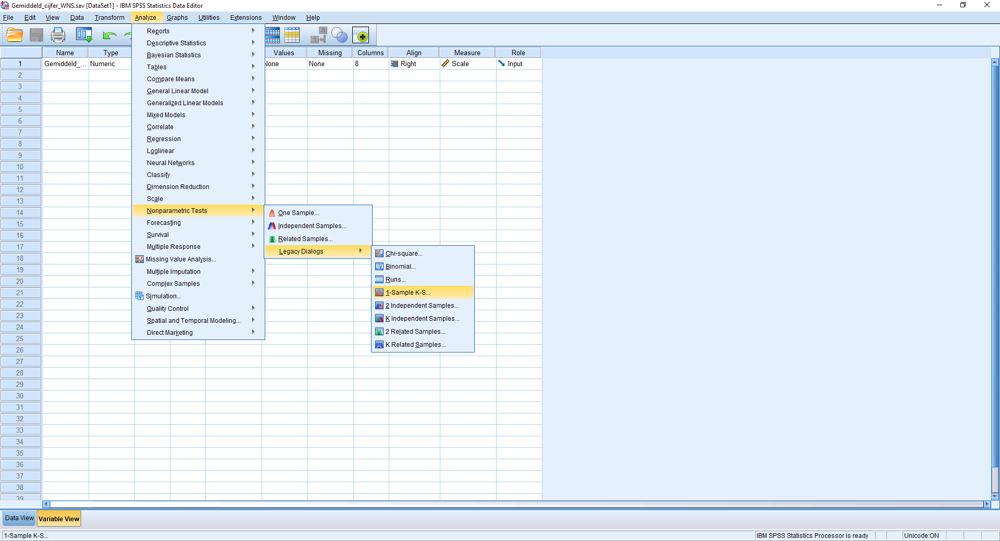 Gemiddeld_cijfer_WNS.sav [DataSet1] - IBM SPSS Statistics Data Editor
File Edit View Data Transform Analyze Graphs Utilities Extensions Window Help
Name Type Values Missing Columns Align Measure Role
1 Gemiddeld_... Numeric None None 8 Right Scale Input
2
3
4
5
6
7
8
9
10
11
12
13
14
15
16
17
18
19
20
21
22
23
24
25
26
27
28
29
30
31
32
33
34
35
36
37
38
39
Reports
Descriptive Statistics
Bayesian Statistics
Tables
Compare Means
General Linear Model
Generalized Linear Models
Mixed Models
Correlate
Regression
Loglinear
Neural Networks
Classify
Dimension Reduction
Scale
Nonparametric Tests
Forecasting
Survival
Multiple Response
Missing Value Analysis...
Multiple Imputation
Complex Samples
Simulation...
Quality Control
Spatial and Temporal Modeling...
Direct Marketing
One Sample...
Independent Samples...
Related Samples...
Legacy Dialogs
Chi-square...
Binomial...
Runs...
1-Sample K-S...
2 Independent Samples...
K Independent Samples...
2 Related Samples...
K Related Samples...
Data View Variable View
1-Sample K-S... IBM SPSS Statistics Processor is ready Unicode:ON